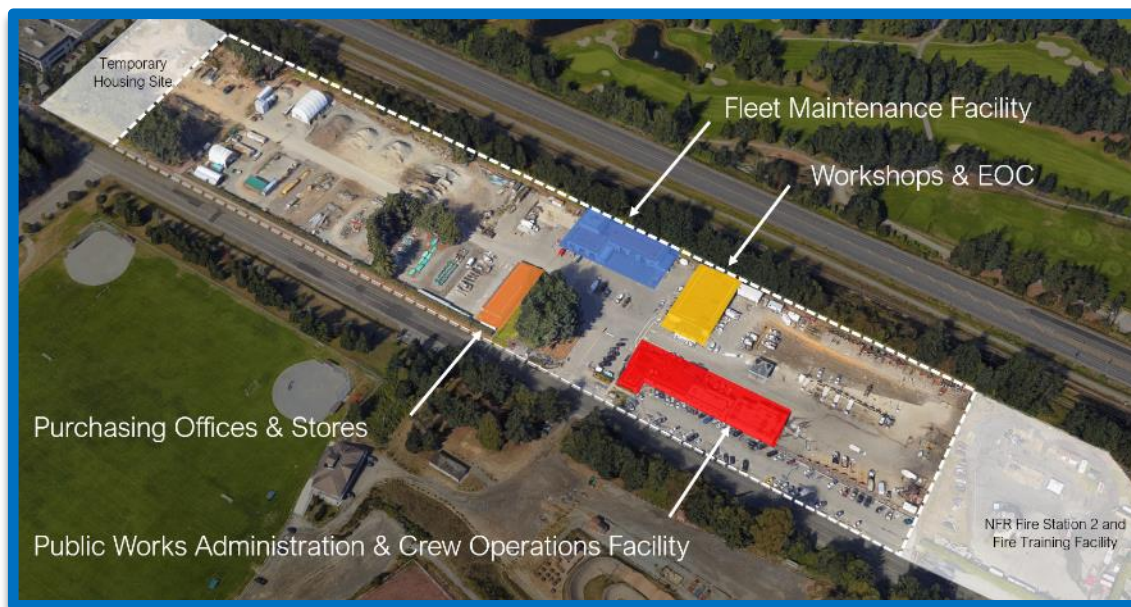 Temporary
Housing Site
Fleet Maintenance Facility
Workshops & EOC
Purchasing Offices & Stores
Public Works Administration & Crew Operations Facility
NFR Fire Station 2 and
Fire Training Facility